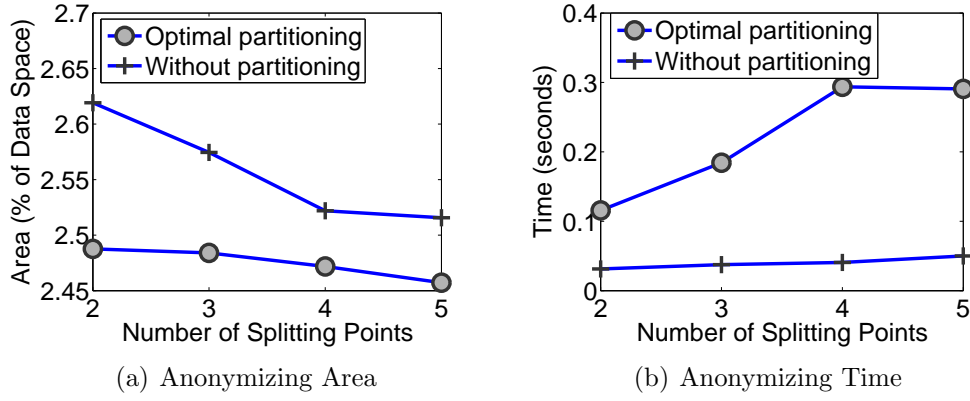 2.7
2.65
2.6
2.55
2.5
2.45
2
3
4
5
Area (% of Data Space)
Number of Splitting Points
Optimal partitioning
Without partitioning
(a) Anonymizing Area
0.4
0.3
0.2
0.1
0
2
3
4
5
Time (seconds)
Number of Splitting Points
Optimal partitioning
Without partitioning
(b) Anonymizing Time